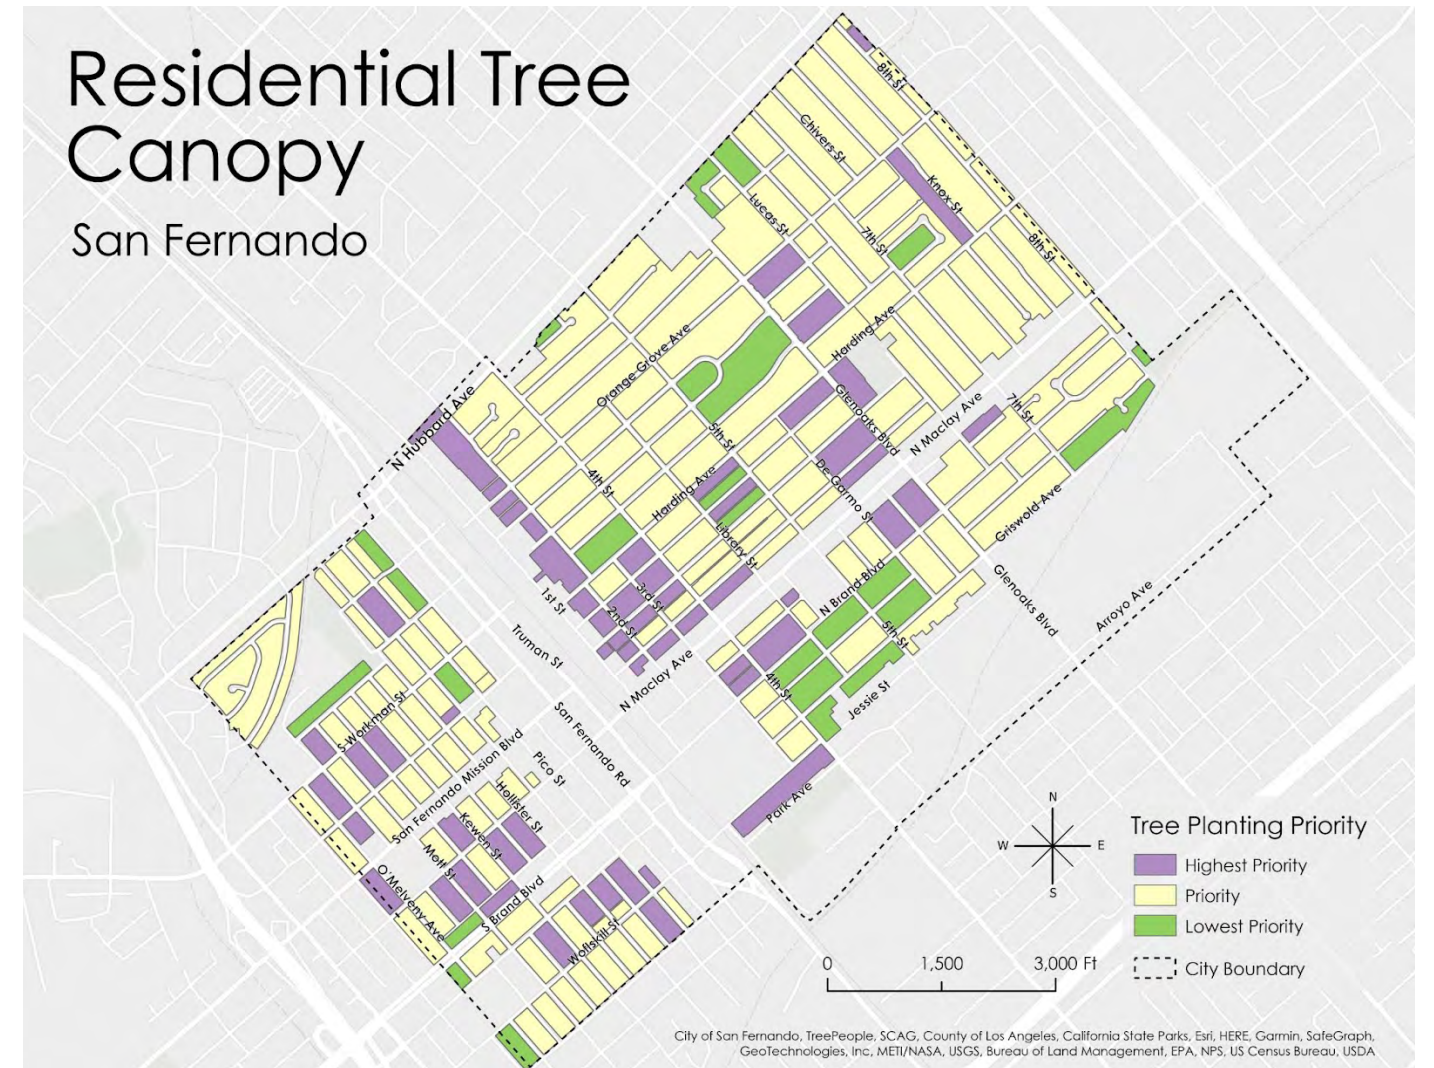 Residential Tree
Canopy
San Fernando
8th St
Chivers St
Knox St
Lucas St
7th St
8th St
Harding Ave
Orange Grove Ave
N Hubbard Ave
Glenoaks Blvd
N Maclay Ave
7th St
5th St
4th St
Harding Ave
De Garmo St
Library St
Griswold Ave
Glenoaks Blvd
Arroyo Ave
3rd St
1st St
2nd St
N Brand Blvd
5th St
Truman St
N Maclay Ave
4th St
Jessie St
S Workman St
San Fernando Rd
San Fernando Mission Blvd
Pico St
Hollister St
Park Ave
Kewen St
Mott St
O'Melveny Ave
S Brand Blvd
Wolfskill St
N
W E
S
Tree Planting Priority
Highest Priority
Priority
Lowest Priority
City Boundary
0 1,500 3,000 Ft
City of San Fernando, TreePeople, SCAG, County of Los Angeles, California State Parks, Esri, HERE, Garmin, SafeGraph,
GeoTechnologies, Inc, METI/NASA, USGS, Bureau of Land Management, EPA, NPS, US Census Bureau, USDA